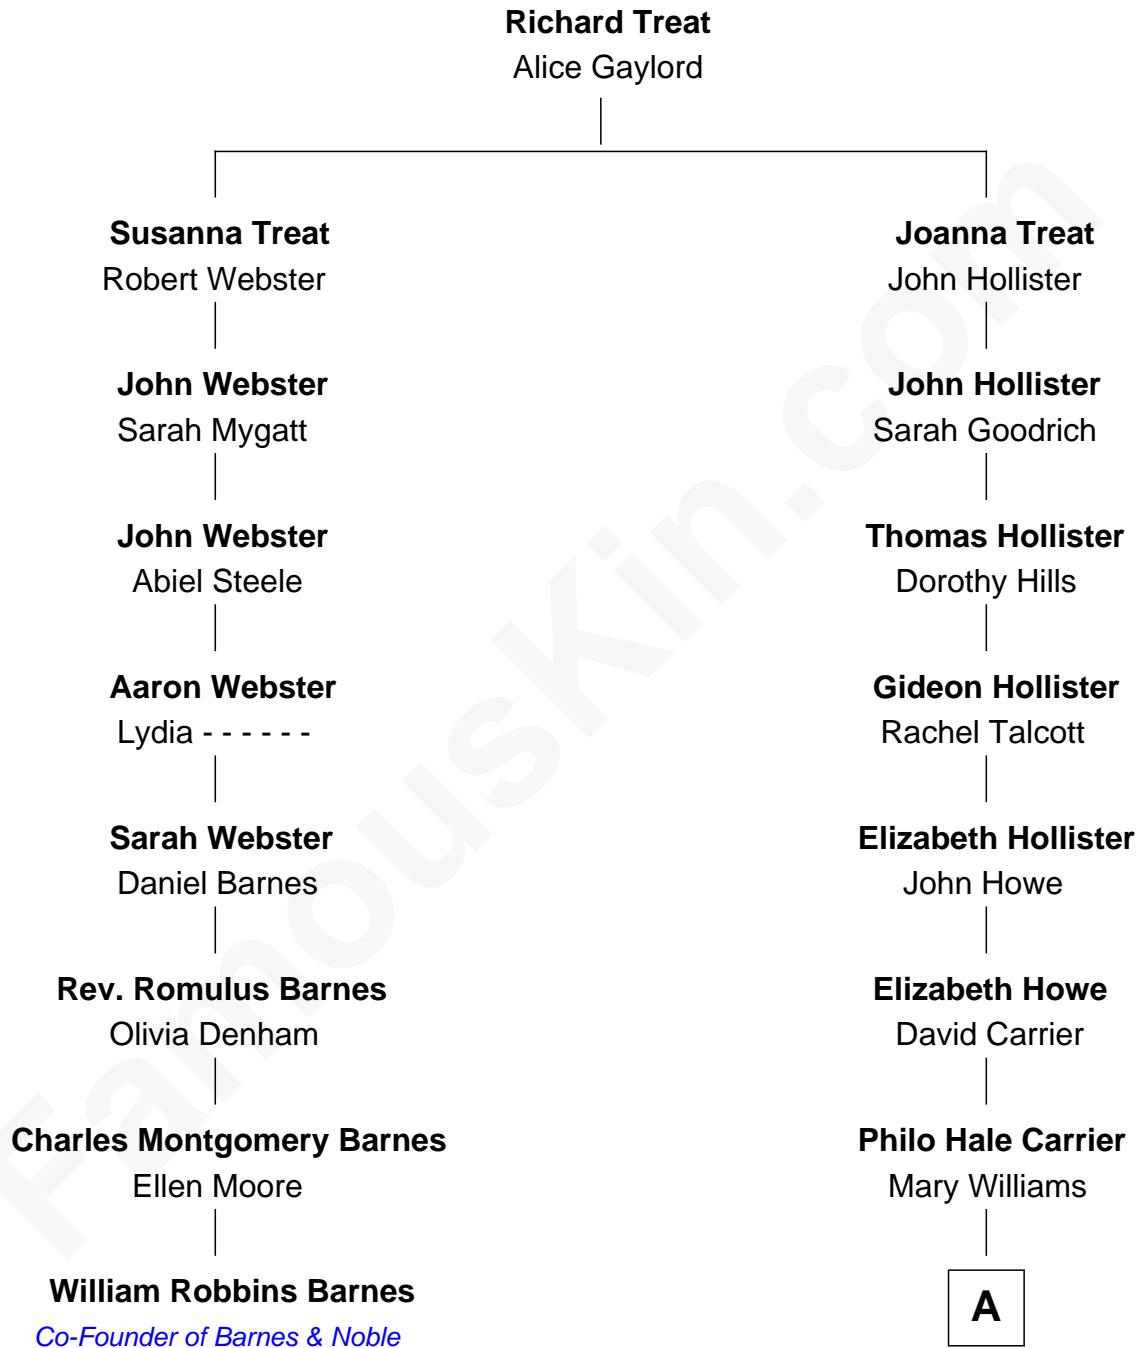 Richard Treat
Alice Gaylord
Susanna Treat
Robert Webster
Joanna Treat
John Hollister
John Webster
Sarah Mygatt
John Hollister
Sarah Goodrich
John Webster
Abiel Steele
Thomas Hollister
Dorothy Hills
Aaron Webster
Lydia - - - - - -
Gideon Hollister
Rachel Talcott
Sarah Webster
Daniel Barnes
Elizabeth Hollister
John Howe
Rev. Romulus Barnes
Olivia Denham
Elizabeth Howe
David Carrier
Charles Montgomery Barnes
Ellen Moore
Philo Hale Carrier
Mary Williams
William Robbins Barnes
Co-Founder of Barnes & Noble
A
FamousKin.com